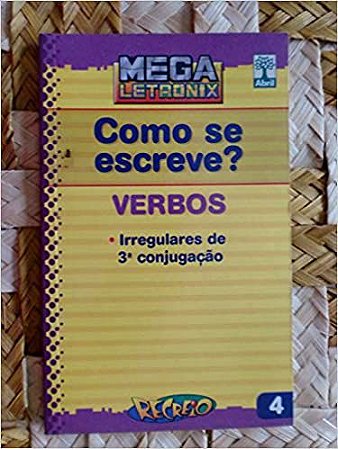 MEGA
LETRONIX
Abril
Como se
escreve?
VERBOS
• Irregulares de
3ª conjugação
RECREIO
4